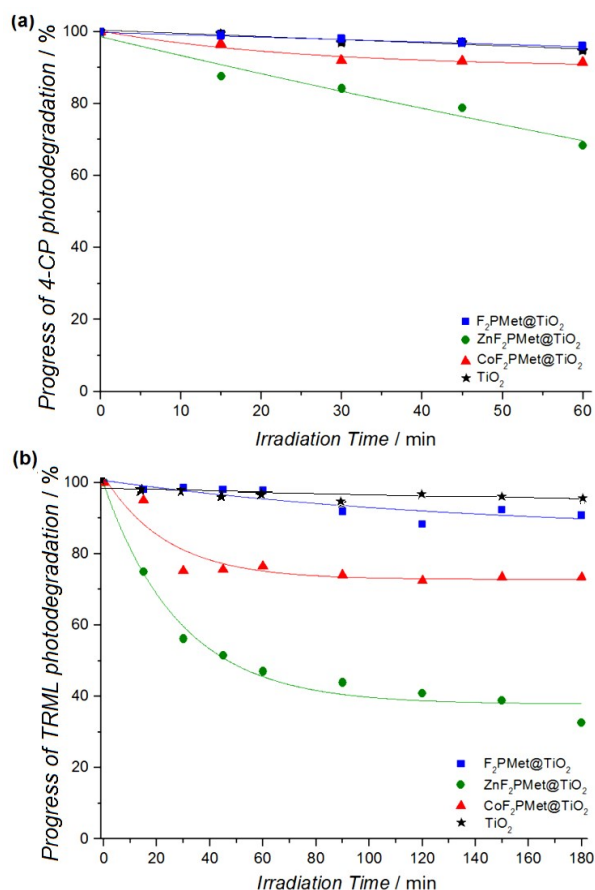 (a)
Progress of 4-CP photodegradation / %
100
80
60
40
20
0
F₂PMet@TiO₂
ZnF₂PMet@TiO₂
CoF₂PMet@TiO₂
TiO₂
0 10 20 30 40 50 60
Irradiation Time / min
(b)
Progress of TRML photodegradation / %
100
80
60
40
20
0
F₂PMet@TiO₂
ZnF₂PMet@TiO₂
CoF₂PMet@TiO₂
TiO₂
0 20 40 60 80 100 120 140 160 180
Irradiation Time / min